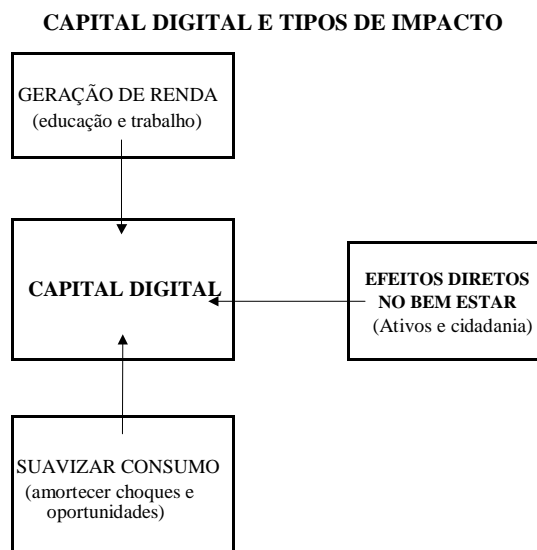 CAPITAL DIGITAL E TIPOS DE IMPACTO
GERAÇÃO DE RENDA
(educação e trabalho)
CAPITAL DIGITAL
EFEITOS DIRETOS
NO BEM ESTAR
(Ativos e cidadania)
SUAVIZAR CONSUMO
(amortecer choques e
oportunidades)